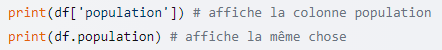 print(df['population']) # affiche la colonne population
print(df.population) # affiche la même chose